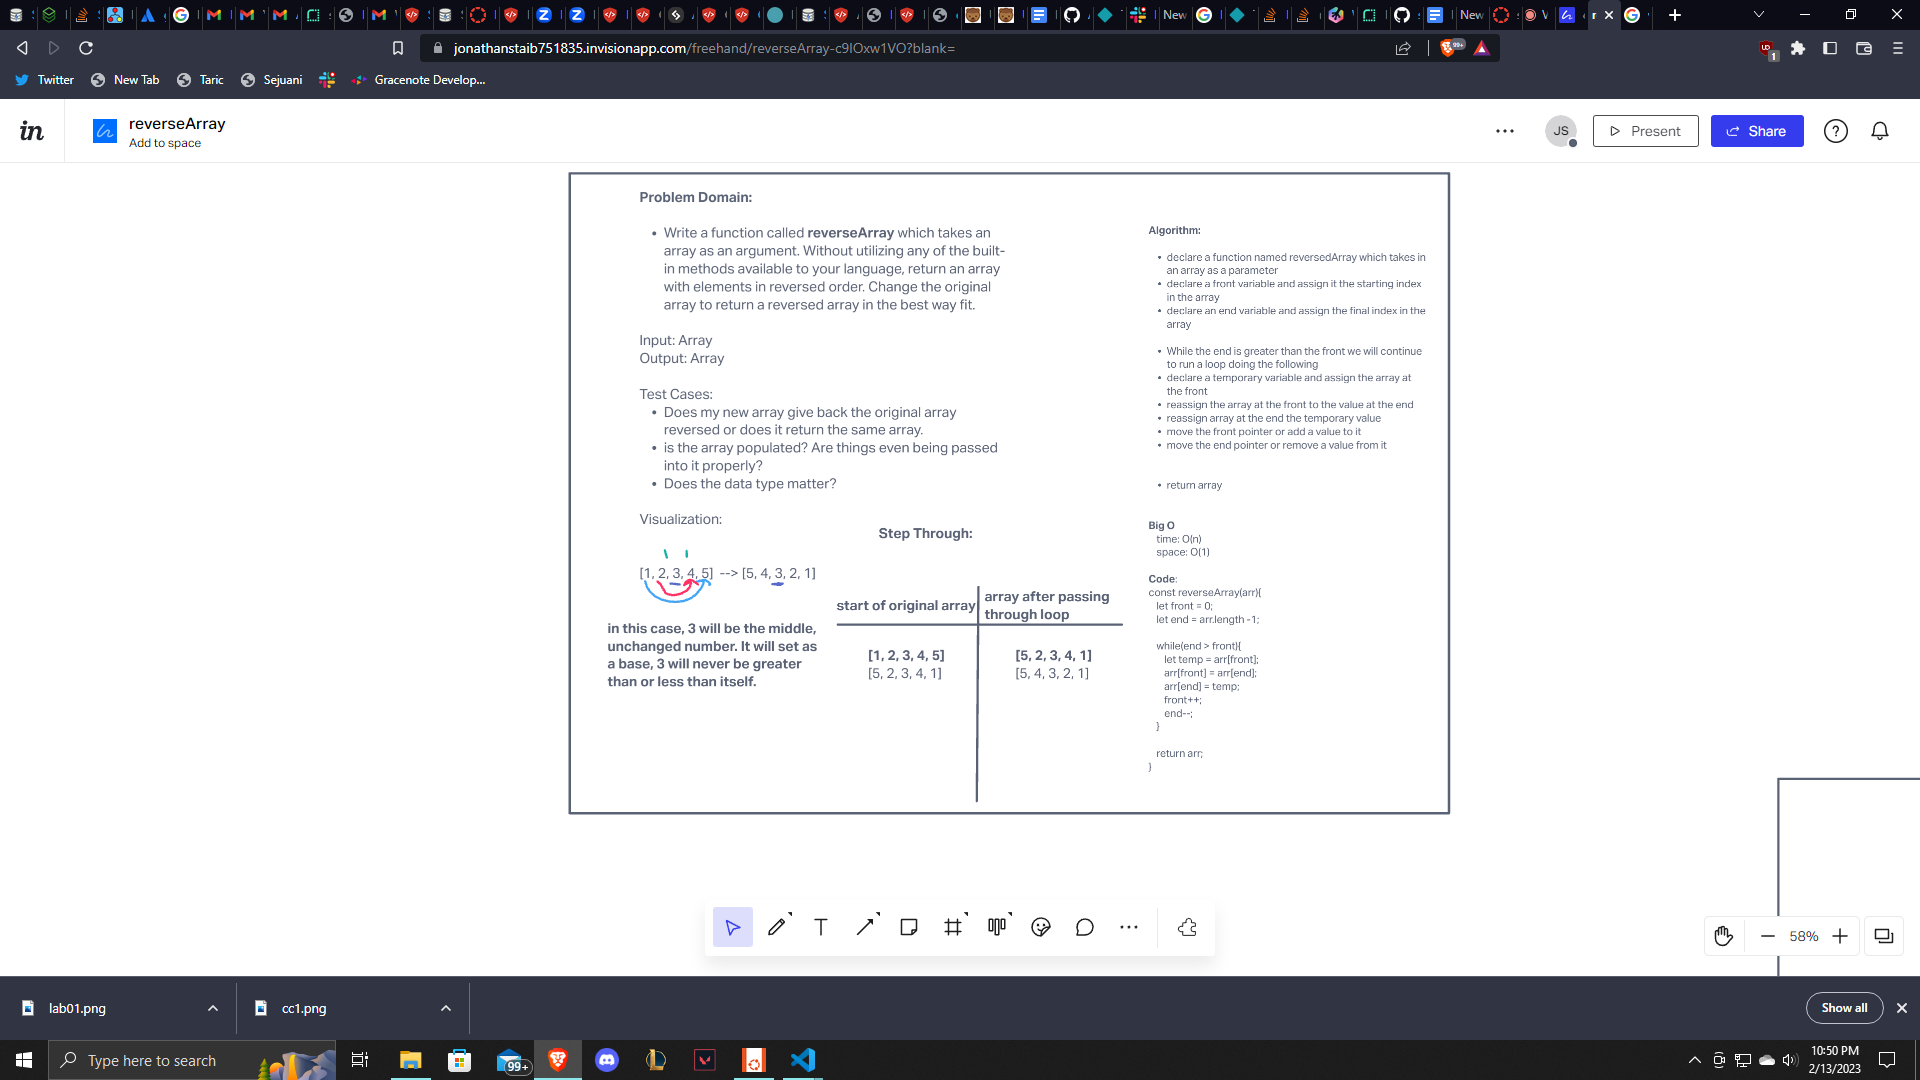 jonathanstaib751835.invisionapp.com/freehand/reverseArray-c9IOxw1VO?blank=
99+
1
Twitter
New Tab
Taric
Sejuani
Gracenote Develop...
in
reverseArray
Add to space
JS
Present
Share
Problem Domain:
• Write a function called reverseArray which takes an
array as an argument. Without utilizing any of the built-
in methods available to your language, return an array
with elements in reversed order. Change the original
array to return a reversed array in the best way fit.
Input: Array
Output: Array
Test Cases:
• Does my new array give back the original array
reversed or does it return the same array.
• is the array populated? Are things even being passed
into it properly?
• Does the data type matter?
Visualization:
[1, 2, 3, 4, 5] --> [5, 4, 3, 2, 1]
in this case, 3 will be the middle,
unchanged number. It will set as
a base, 3 will never be greater
than or less than itself.
Step Through:
start of original array
array after passing
through loop
[1, 2, 3, 4, 5]
[5, 2, 3, 4, 1]
[5, 2, 3, 4, 1]
[5, 4, 3, 2, 1]
Algorithm:
• declare a function named reversedArray which takes in
an array as a parameter
• declare a front variable and assign it the starting index
in the array
• declare an end variable and assign the final index in the
array
• While the end is greater than the front we will continue
to run a loop doing the following
• declare a temporary variable and assign the array at
the front
• reassign the array at the front to the value at the end
• reassign array at the end the temporary value
• move the front pointer or add a value to it
• move the end pointer or remove a value from it
• return array
Big O
time: O(n)
space: O(1)
Code:
const reverseArray(arr){
let front = 0;
let end = arr.length -1;
while(end > front){
let temp = arr[front];
arr[front] = arr[end];
arr[end] = temp;
front++;
end--;
}
return arr;
}
58%
lab01.png
cc1.png
Show all
Type here to search
99+
10:50 PM
2/13/2023